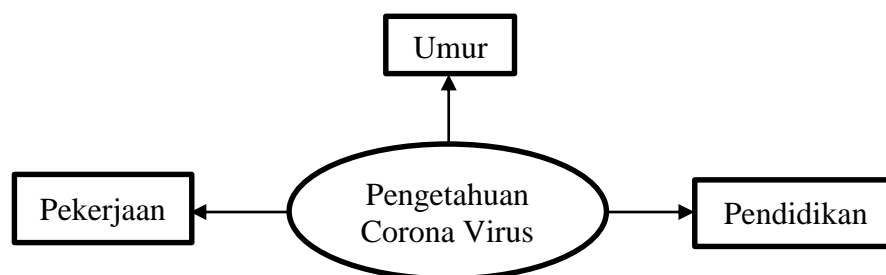 Umur
Pekerjaan
Pengetahuan
Corona Virus
Pendidikan